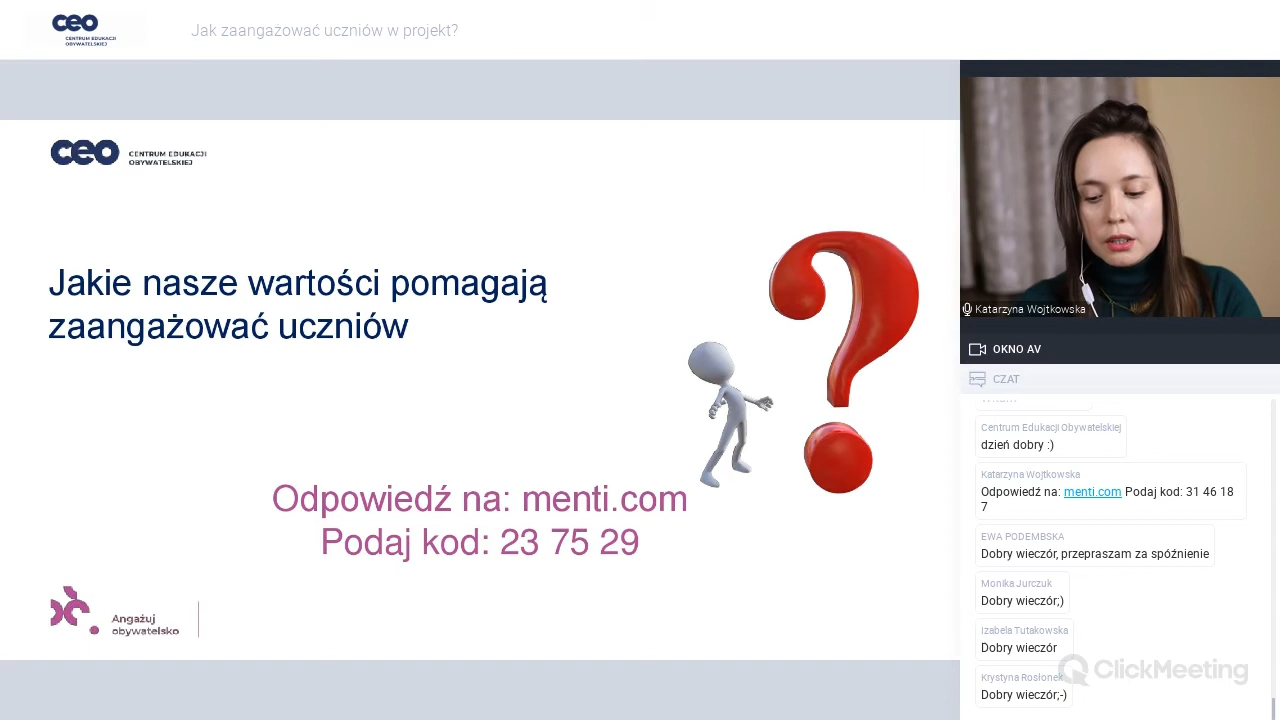 ceo
CENTRUM EDUKACJI
OBYWATELSKIEJ
Jak zaangażować uczniów w projekt?
ceo
CENTRUM EDUKACJI
OBYWATELSKIEJ
Jakie nasze wartości pomagają
zaangażować uczniów
Odpowiedź na: menti.com
Podaj kod: 23 75 29
Angażuj
obywatelsko
Katarzyna Wojtkowska
OKNO AV
CZAT
Centrum Edukacji Obywatelskiej
dzień dobry :)
Katarzyna Wojtkowska
Odpowiedź na: menti.com Podaj kod: 31 46 18
7
EWA PODEMBSKA
Dobry wieczór, przepraszam za spóźnienie
Monika Jurczuk
Dobry wieczór;)
Izabela Tutakowska
Dobry wieczór
Krystyna Rosłonek
Dobry wieczór;-)
ClickMeeting